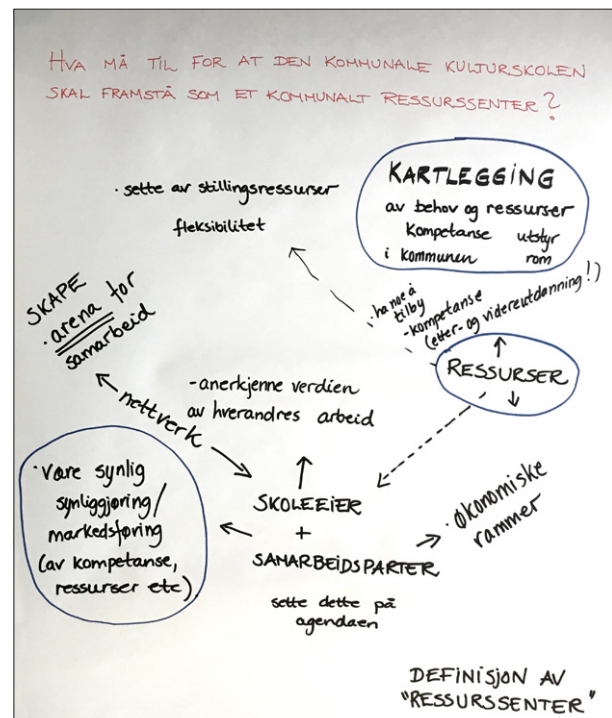 HVA MÅ TIL FOR AT DEN KOMMUNALE KULTURSKOLEN
SKAL FRAMSTÅ SOM ET KOMMUNALT RESSURSSENTER?
KARTLEGGING
av behov og ressurser
kompetanse utstyr
i kommunen rom
· sette av stillingsressurser
fleksibilitet
SKAPE
· arena for
samarbeid
· ha noe å
tilby
- kompetanse
(etter- og videreutdanning!)
RESSURSER
nettverk
- anerkjenne verdien
av hverandres arbeid
· Være synlig
synliggjøring/
markedsføring
(av kompetanse,
ressurser etc)
SKOLEEIER
+
SAMARBEIDSPARTER
sette dette på
agendaen
· Økonomiske
rammer
DEFINISJON AV
"RESSURSSENTER"